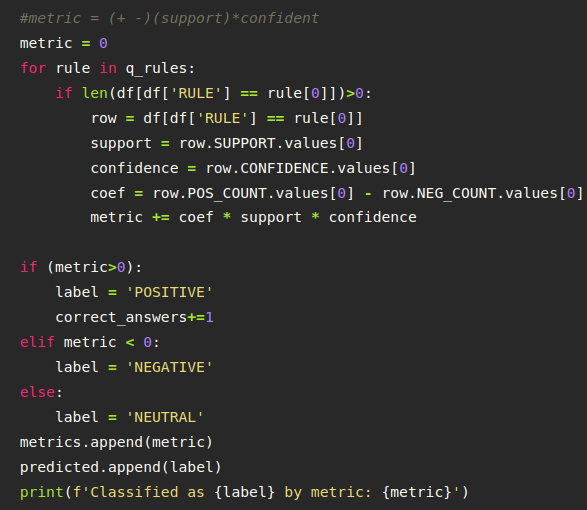 #metric = (+ -)(support)*confident
metric = 0
for rule in q_rules:
    if len(df[df['RULE'] == rule[0]])>0:
        row = df[df['RULE'] == rule[0]]
        support = row.SUPPORT.values[0]
        confidence = row.CONFIDENCE.values[0]
        coef = row.POS_COUNT.values[0] - row.NEG_COUNT.values[0]
        metric += coef * support * confidence

if (metric>0):
    label = 'POSITIVE'
    correct_answers+=1
elif metric < 0:
    label = 'NEGATIVE'
else:
    label = 'NEUTRAL'
metrics.append(metric)
predicted.append(label)
print(f'Classified as {label} by metric: {metric}')